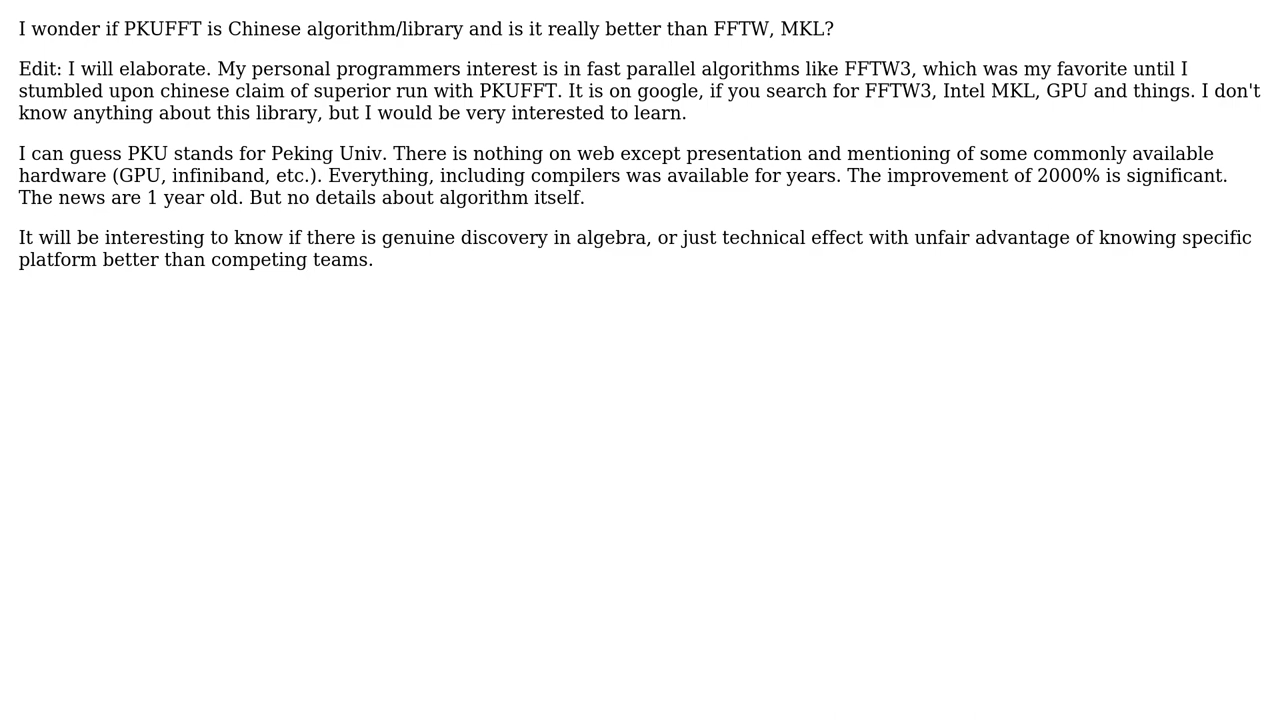 I wonder if PKUFFT is Chinese algorithm/library and is it really better than FFTW, MKL?
Edit: I will elaborate. My personal programmers interest is in fast parallel algorithms like FFTW3, which was my favorite until I
stumbled upon chinese claim of superior run with PKUFFT. It is on google, if you search for FFTW3, Intel MKL, GPU and things. I don't
know anything about this library, but I would be very interested to learn.
I can guess PKU stands for Peking Univ. There is nothing on web except presentation and mentioning of some commonly available
hardware (GPU, infiniband, etc.). Everything, including compilers was available for years. The improvement of 2000% is significant.
The news are 1 year old. But no details about algorithm itself.
It will be interesting to know if there is genuine discovery in algebra, or just technical effect with unfair advantage of knowing specific
platform better than competing teams.